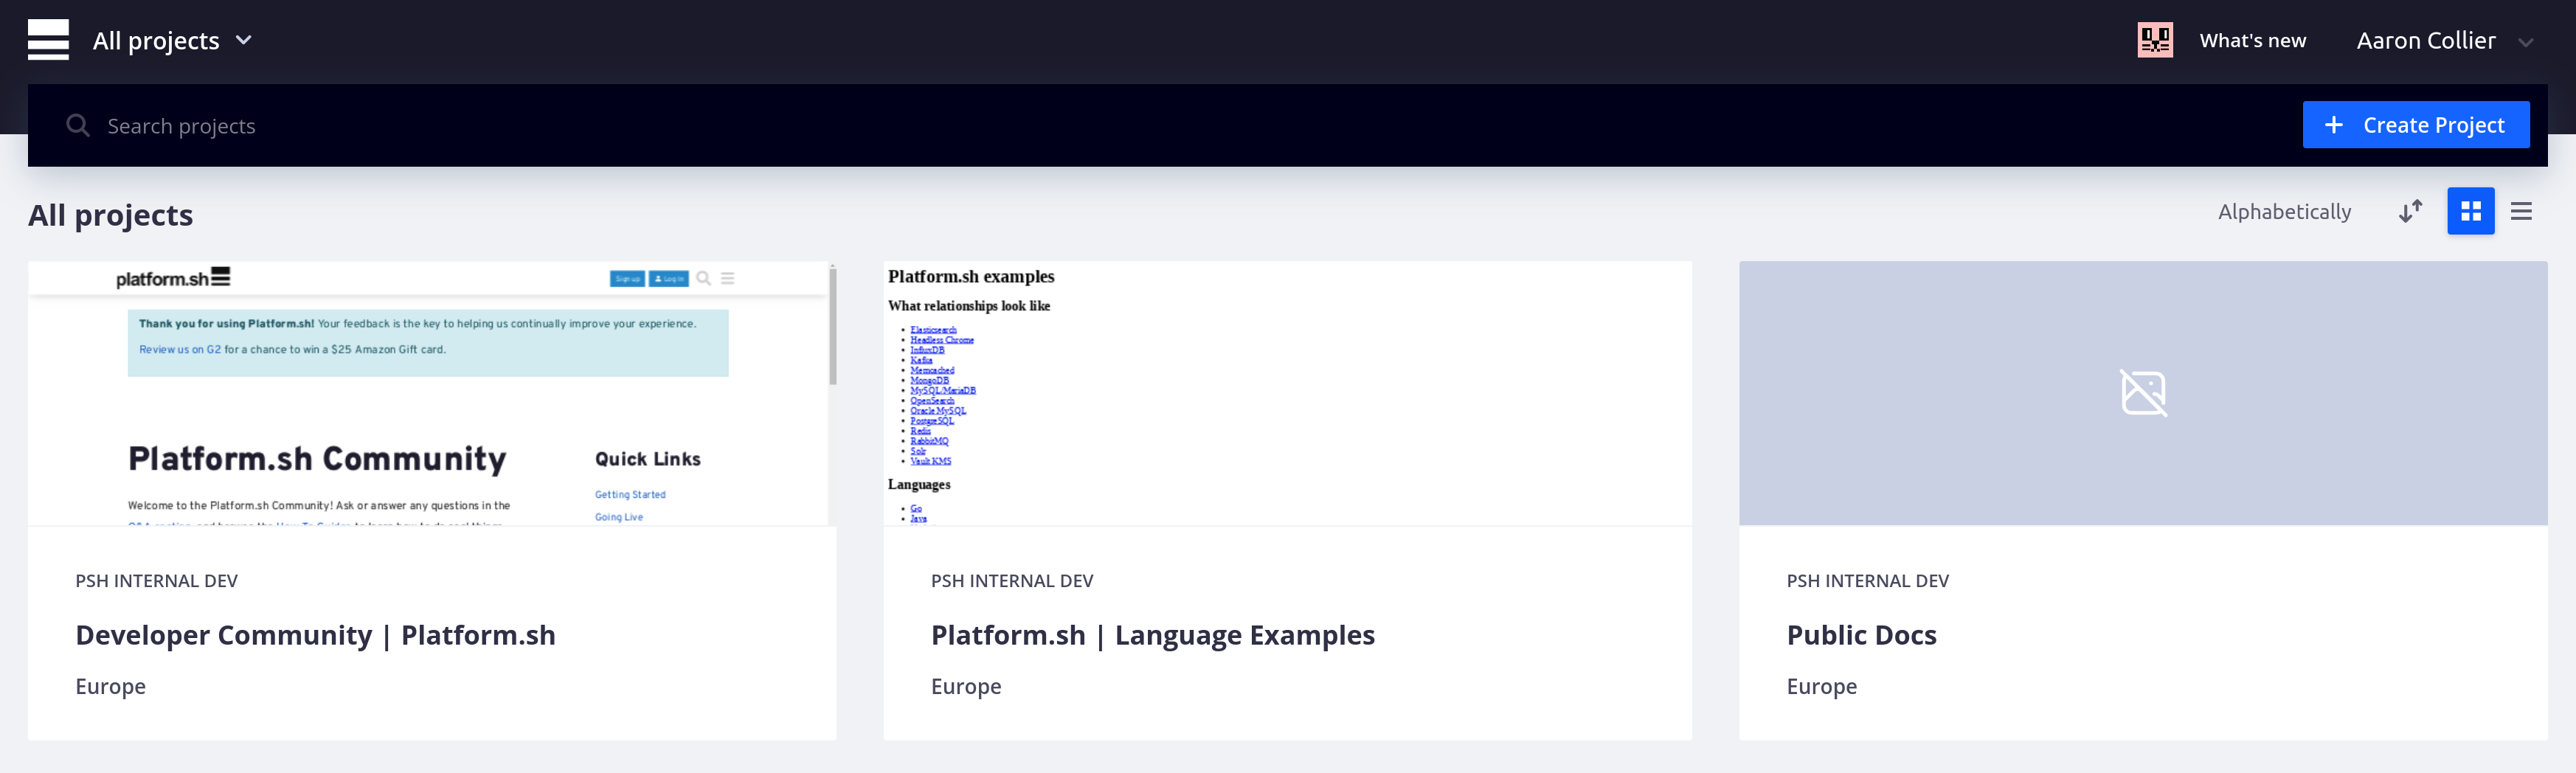 All projects
What's new
Aaron Collier
Search projects
+ Create Project
All projects
Alphabetically
platform.sh
Sign up
Log In
Thank you for using Platform.sh! Your feedback is the key to helping us continually improve your experience.
Review us on G2 for a chance to win a $25 Amazon Gift card.
Platform.sh Community
Welcome to the Platform.sh Community! Ask or answer any questions in the
Quick Links
Getting Started
Going Live
PSH INTERNAL DEV
Developer Community | Platform.sh
Europe
Platform.sh examples
What relationships look like
Elasticsearch
Headless Chrome
InfluxDB
Kafka
Memcached
MongoDB
MySQL/MariaDB
OpenSearch
Oracle MySQL
PostgreSQL
Redis
RabbitMQ
Solr
Vault KMS
Languages
Go
Java
PSH INTERNAL DEV
Platform.sh | Language Examples
Europe
PSH INTERNAL DEV
Public Docs
Europe